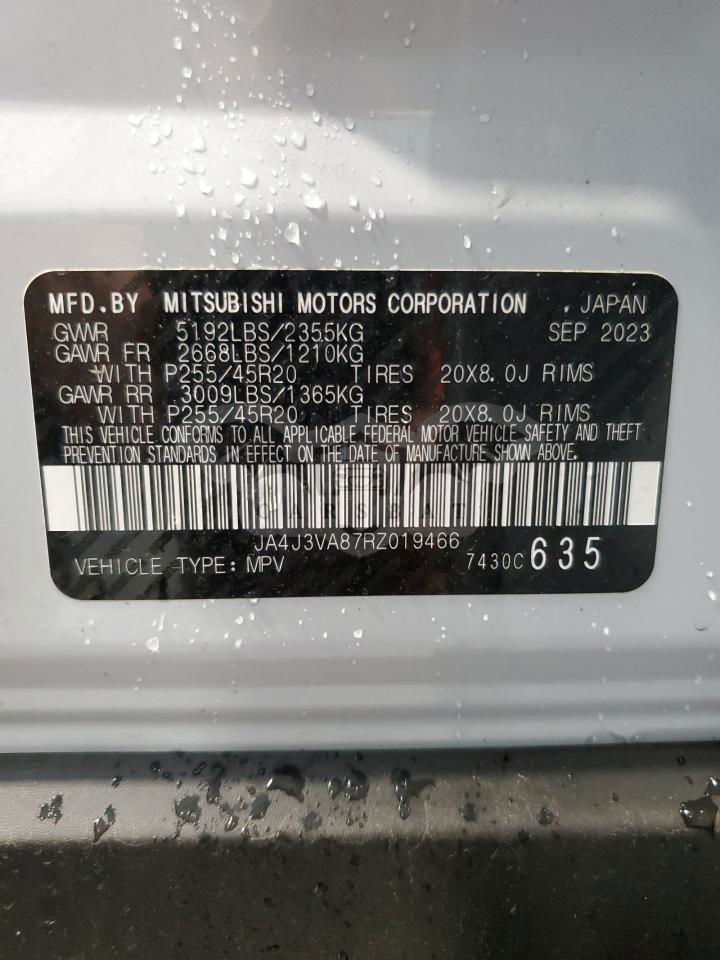 MFD.BY MITSUBISHI MOTORS CORPORATION , JAPAN
GVWR 5192LBS/2355KG SEP 2023
GAWR FR 2668LBS/1210KG
WITH P255/45R20 TIRES 20X8.0J RIMS
GAWR RR 3009LBS/1365KG
WITH P255/45R20 TIRES 20X8.0J RIMS
THIS VEHICLE CONFORMS TO ALL APPLICABLE FEDERAL MOTOR VEHICLE SAFETY AND THEFT
PREVENTION STANDARDS IN EFFECT ON THE DATE OF MANUFACTURE SHOWN ABOVE.
CARSBAT
JA4J3VA87RZ019466
VEHICLE TYPE: MPV 7430C 635